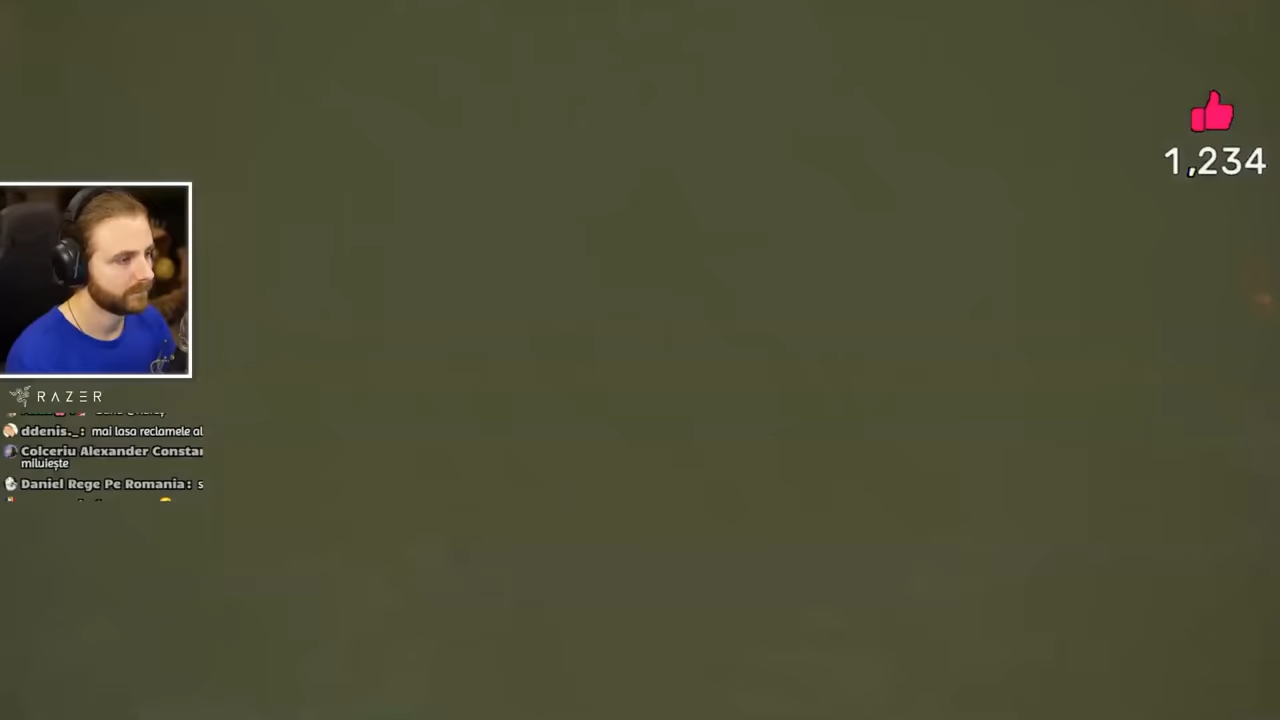 1,234
RAZER
ddenis._: mai lasa reclamele al
Colceriu Alexander Constar
miluiește
Daniel Rege Pe Romania: s